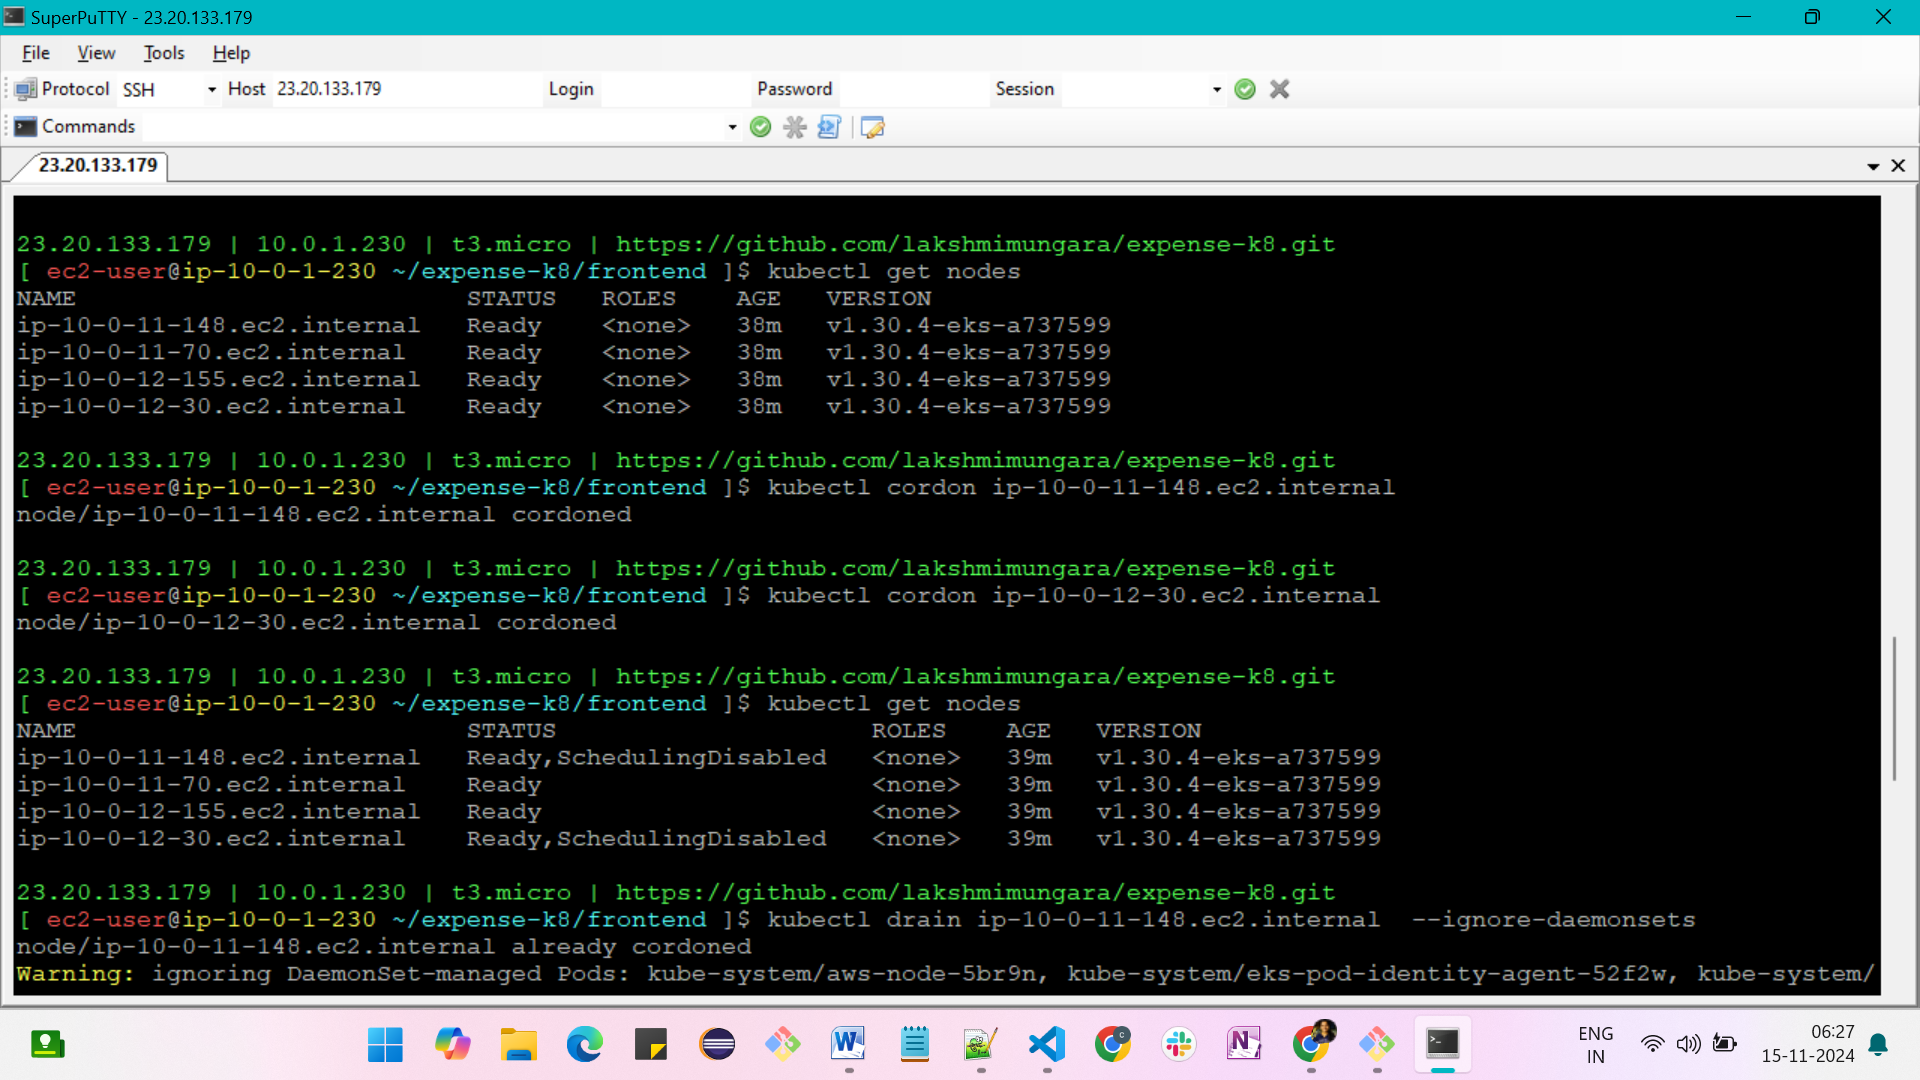 SuperPuTTY - 23.20.133.179
File View Tools Help
Protocol SSH Host 23.20.133.179 Login Password Session
Commands
23.20.133.179
23.20.133.179 | 10.0.1.230 | t3.micro | https://github.com/lakshmimungara/expense-k8.git
[ ec2-user@ip-10-0-1-230 ~/expense-k8/frontend ]$ kubectl get nodes
NAME STATUS ROLES AGE VERSION
ip-10-0-11-148.ec2.internal Ready <none> 38m v1.30.4-eks-a737599
ip-10-0-11-70.ec2.internal Ready <none> 38m v1.30.4-eks-a737599
ip-10-0-12-155.ec2.internal Ready <none> 38m v1.30.4-eks-a737599
ip-10-0-12-30.ec2.internal Ready <none> 38m v1.30.4-eks-a737599
23.20.133.179 | 10.0.1.230 | t3.micro | https://github.com/lakshmimungara/expense-k8.git
[ ec2-user@ip-10-0-1-230 ~/expense-k8/frontend ]$ kubectl cordon ip-10-0-11-148.ec2.internal
node/ip-10-0-11-148.ec2.internal cordoned
23.20.133.179 | 10.0.1.230 | t3.micro | https://github.com/lakshmimungara/expense-k8.git
[ ec2-user@ip-10-0-1-230 ~/expense-k8/frontend ]$ kubectl cordon ip-10-0-12-30.ec2.internal
node/ip-10-0-12-30.ec2.internal cordoned
23.20.133.179 | 10.0.1.230 | t3.micro | https://github.com/lakshmimungara/expense-k8.git
[ ec2-user@ip-10-0-1-230 ~/expense-k8/frontend ]$ kubectl get nodes
NAME STATUS ROLES AGE VERSION
ip-10-0-11-148.ec2.internal Ready,SchedulingDisabled <none> 39m v1.30.4-eks-a737599
ip-10-0-11-70.ec2.internal Ready <none> 39m v1.30.4-eks-a737599
ip-10-0-12-155.ec2.internal Ready <none> 39m v1.30.4-eks-a737599
ip-10-0-12-30.ec2.internal Ready,SchedulingDisabled <none> 39m v1.30.4-eks-a737599
23.20.133.179 | 10.0.1.230 | t3.micro | https://github.com/lakshmimungara/expense-k8.git
[ ec2-user@ip-10-0-1-230 ~/expense-k8/frontend ]$ kubectl drain ip-10-0-11-148.ec2.internal --ignore-daemonsets
node/ip-10-0-11-148.ec2.internal already cordoned
Warning: ignoring DaemonSet-managed Pods: kube-system/aws-node-5br9n, kube-system/eks-pod-identity-agent-52f2w, kube-system/
ENG 06:27
IN 15-11-2024